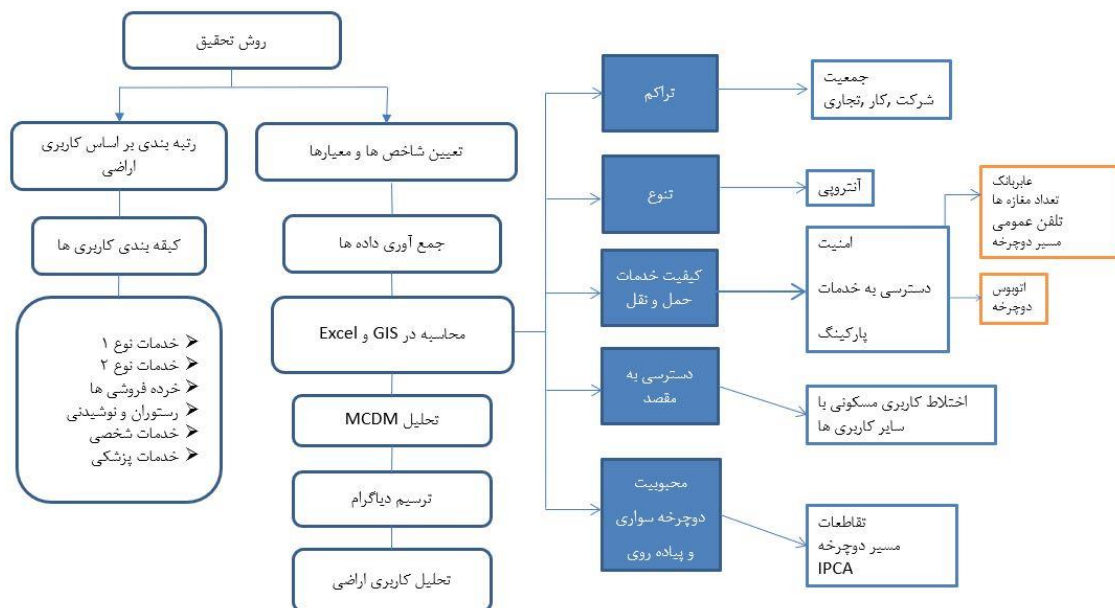 روش تحقیق
رتبه بندی بر اساس کاربری
اراضی
کیقه بندی کاربری ها
⮚ خدمات نوع ۱
⮚ خدمات نوع ۲
⮚ خرده فروشی ها
⮚ رستوران و نوشیدنی
⮚ خدمات شخصی
⮚ خدمات پزشکی
تعیین شاخص ها و معیارها
جمع آوری داده ها
محاسبه در GIS و Excel
تحلیل MCDM
ترسیم دیاگرام
تحلیل کاربری اراضی
تراکم
جمعیت
شرکت ,کار ,تجاری
تنوع
آنتروپی
کیفیت خدمات
حمل و نقل
امنیت
دسترسی به خدمات
پارکینگ
عابربانک
تعداد مغازه ها
تلفن عمومی
مسیر دوچرخه
اتوبوس
دوچرخه
دسترسی به
مقصد
اختلاط کاربری مسکونی با
سایر کاربری ها
محبوبیت
دوچرخه سواری
و پیاده روی
تقاطعات
مسیر دوچرخه
IPCA